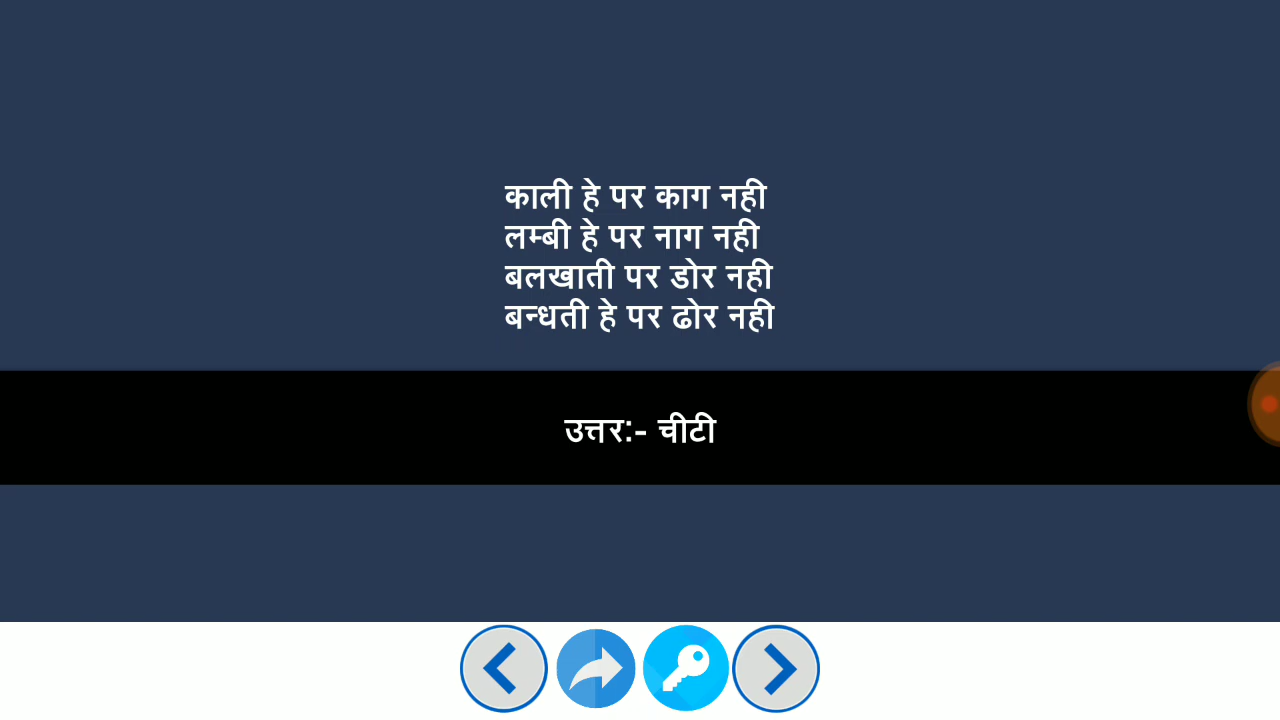 काली हे पर काग नही
लम्बी हे पर नाग नही
बलखाती पर डोर नही
बन्धती हे पर ढोर नही
उत्तर:- चीटी